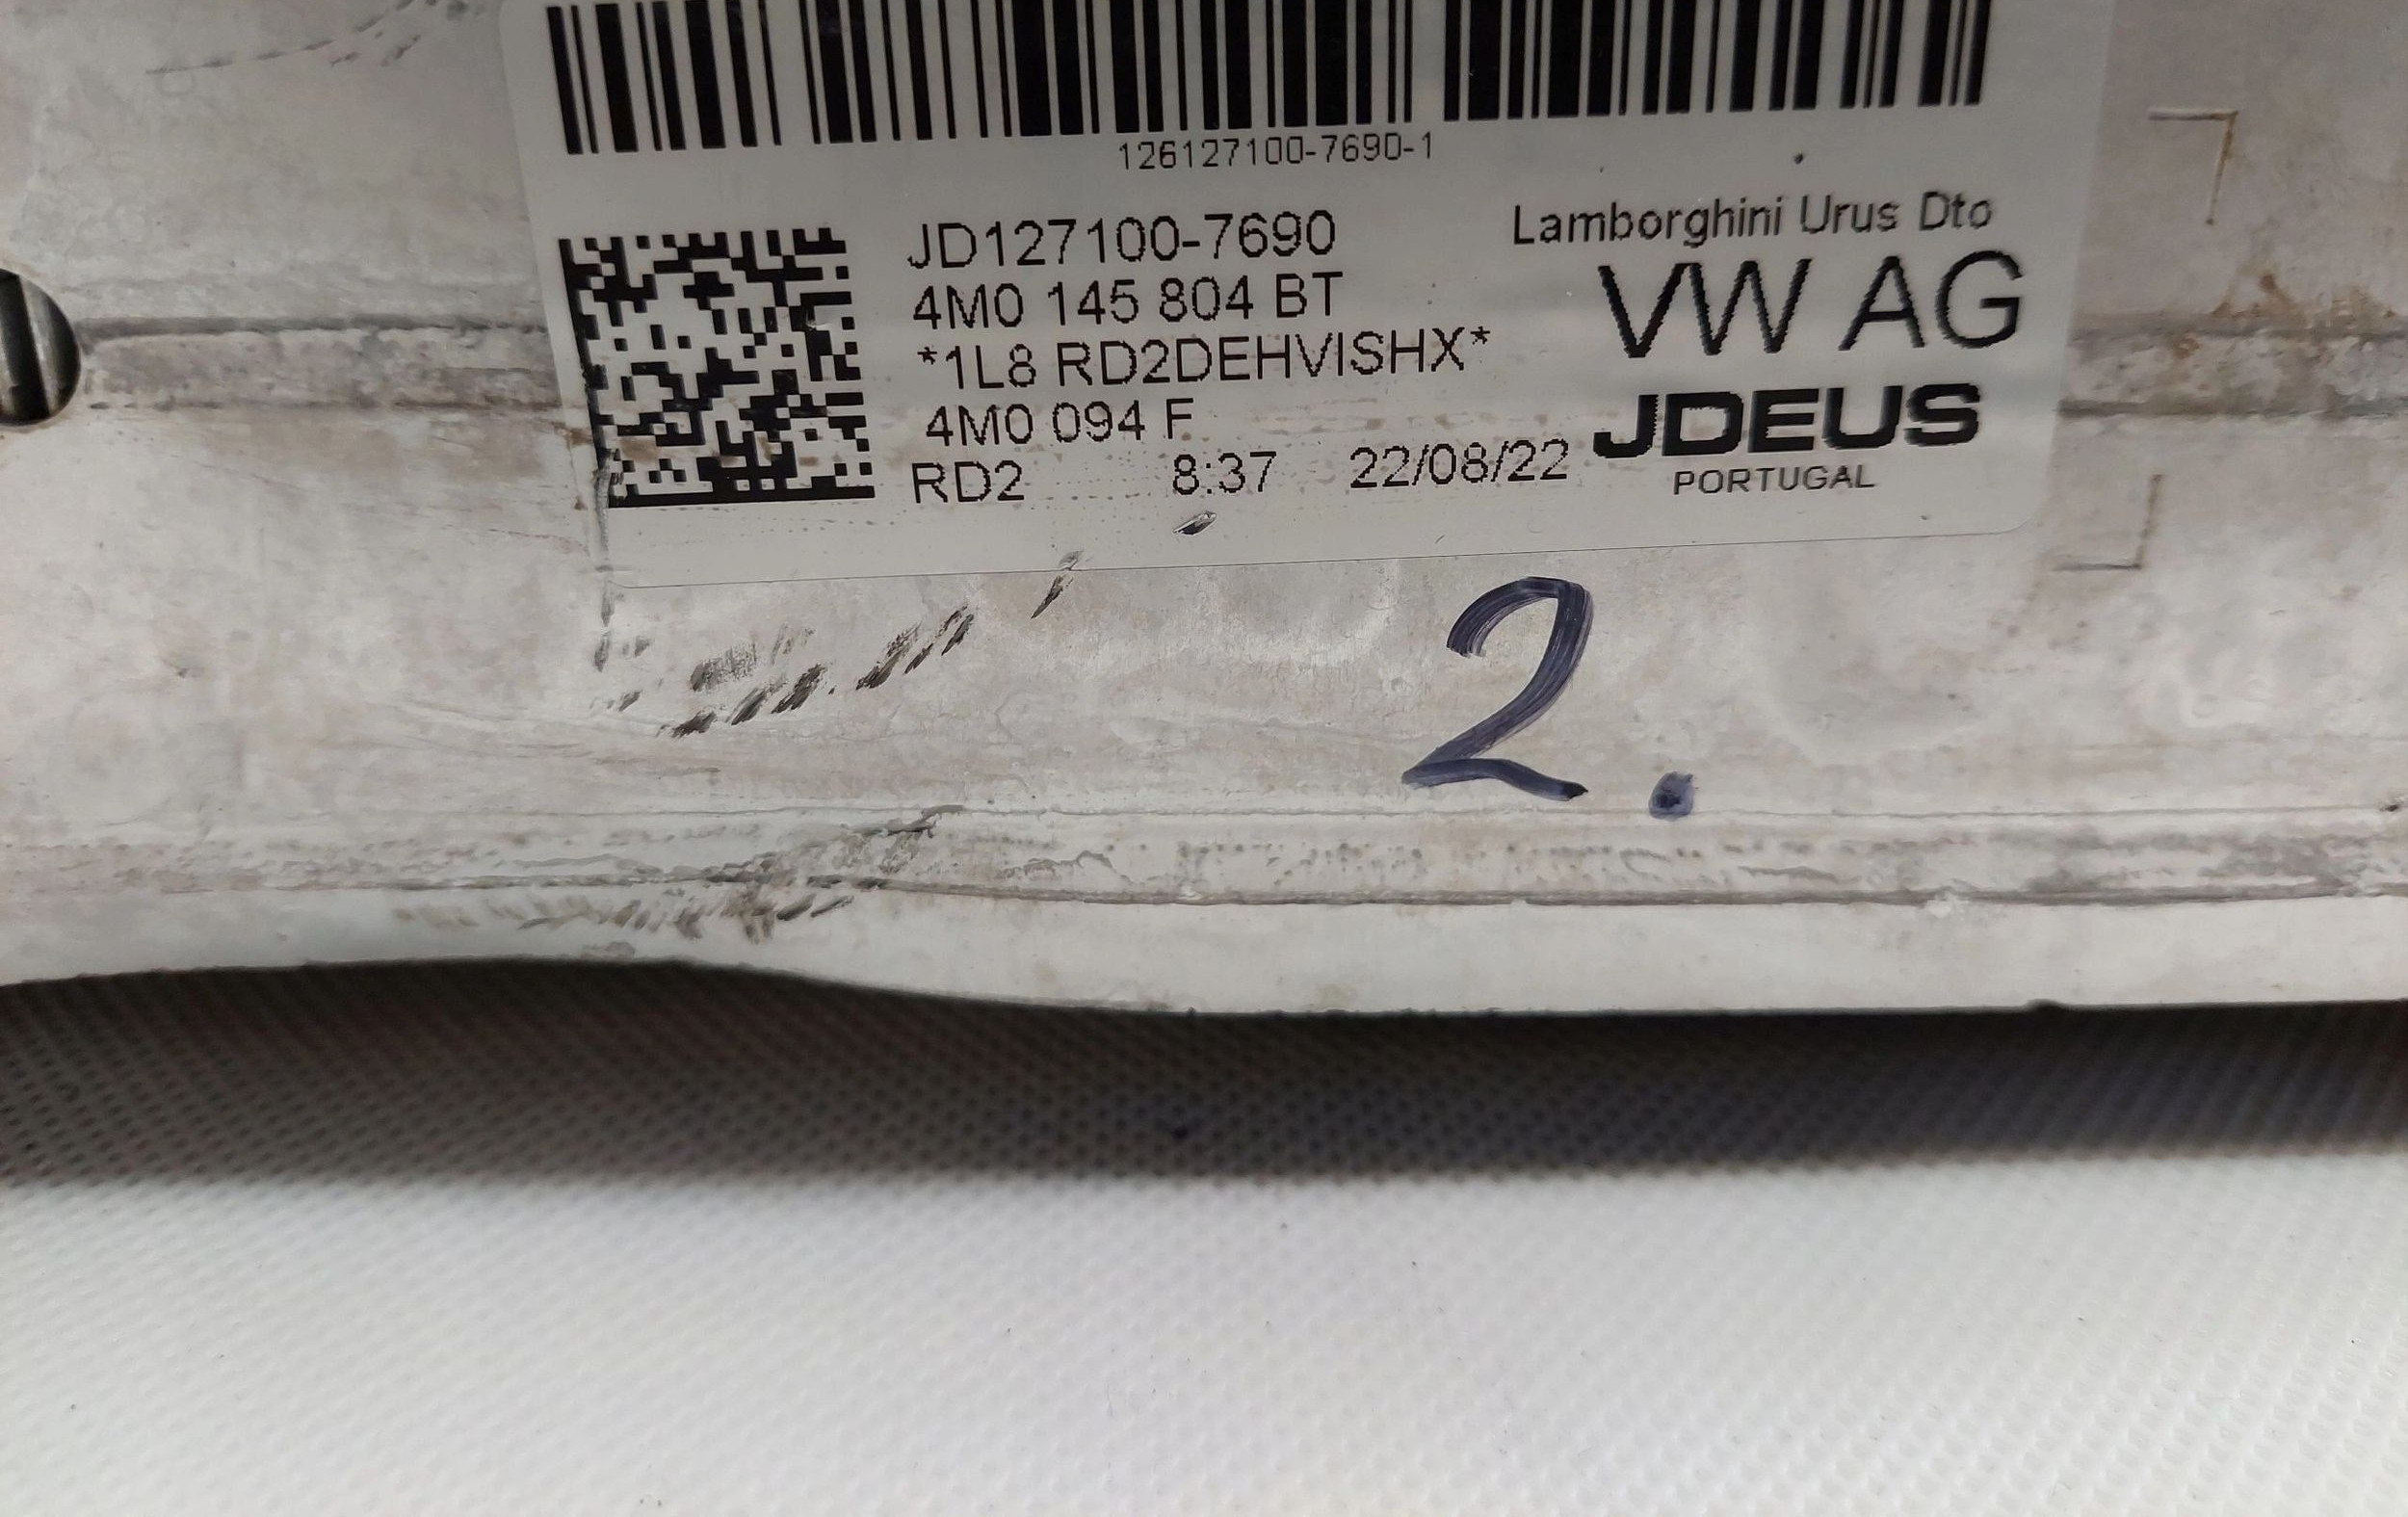 126127100-7690-1
JD127100-7690
4M0 145 804 BT
*1L8 RD2DEHVISHX*
4M0 094 F
RD2 8:37 22/08/22
Lamborghini Urus Dto
VW AG
JDEUS
PORTUGAL
2.